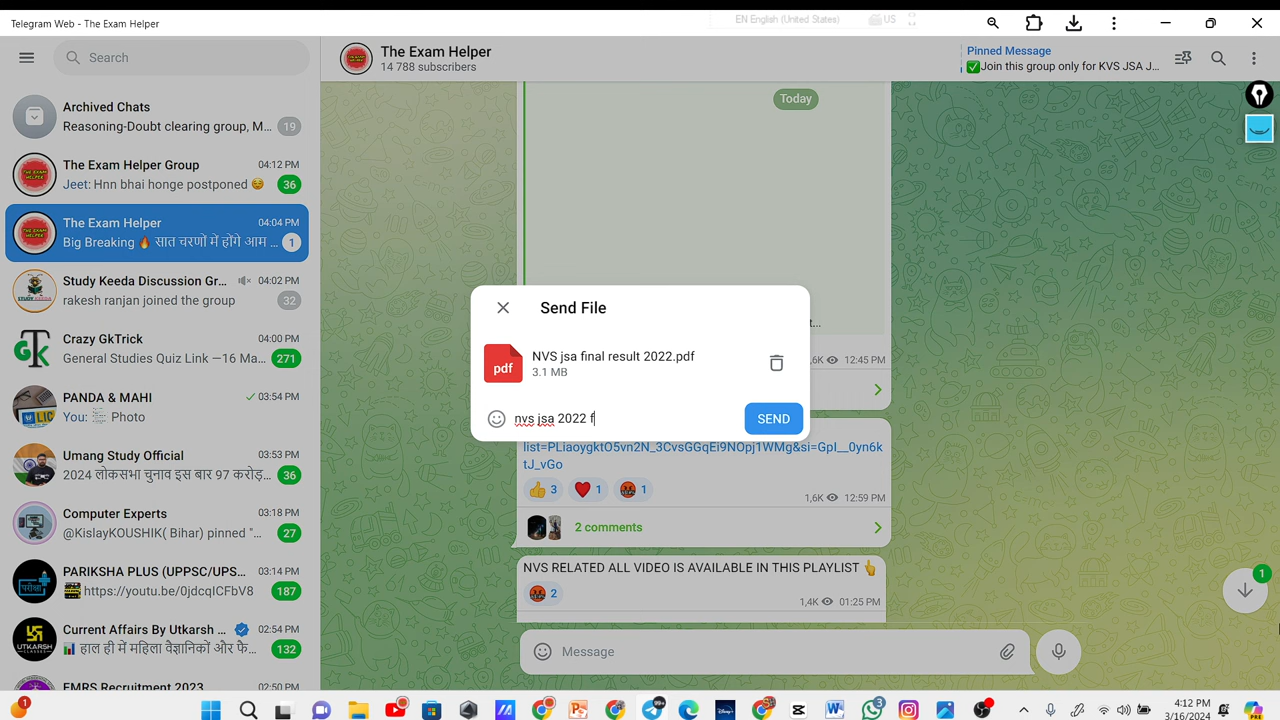 Telegram Web - The Exam Helper
EN English (United States)
US
Search
Archived Chats
Reasoning-Doubt clearing group, M...
19
The Exam Helper Group
04:12 PM
Jeet: Hnn bhai honge postponed 😏
36
The Exam Helper
04:04 PM
Big Breaking 🔥 सात चरणों में होंगे आम ...
1
Study Keeda Discussion Gr...
04:02 PM
rakesh ranjan joined the group
32
Crazy GkTrick
04:00 PM
General Studies Quiz Link —16 Ma...
271
PANDA & MAHI
03:54 PM
You: Photo
Umang Study Official
03:53 PM
2024 लोकसभा चुनाव इस बार 97 करोड़...
36
Computer Experts
03:18 PM
@KislayKOUSHIK( Bihar) pinned "...
27
PARIKSHA PLUS (UPPSC/UPS...
03:14 PM
https://youtu.be/0jdcqICFbV8
187
Current Affairs By Utkarsh ...
02:54 PM
📊 हाल ही में महिला वैज्ञानिकों और फे...
132
EMRS Recruitment 2023
02:50 PM
The Exam Helper
14 788 subscribers
Pinned Message
✅Join this group only for KVS JSA J...
Today
t...
12:45 PM
Send File
pdf
NVS jsa final result 2022.pdf
3.1 MB
nvs jsa 2022 f
SEND
list=PLiaoygktO5vn2N_3CvsGGqEi9NOpj1WMg&si=GpI__0yn6k
tJ_vGo
👍 3 ❤️ 1 🤬 1
1,6K 12:59 PM
2 comments
NVS RELATED ALL VIDEO IS AVAILABLE IN THIS PLAYLIST 👆
🤬 2
1,4K 01:25 PM
1
Message
4:12 PM
3/16/2024